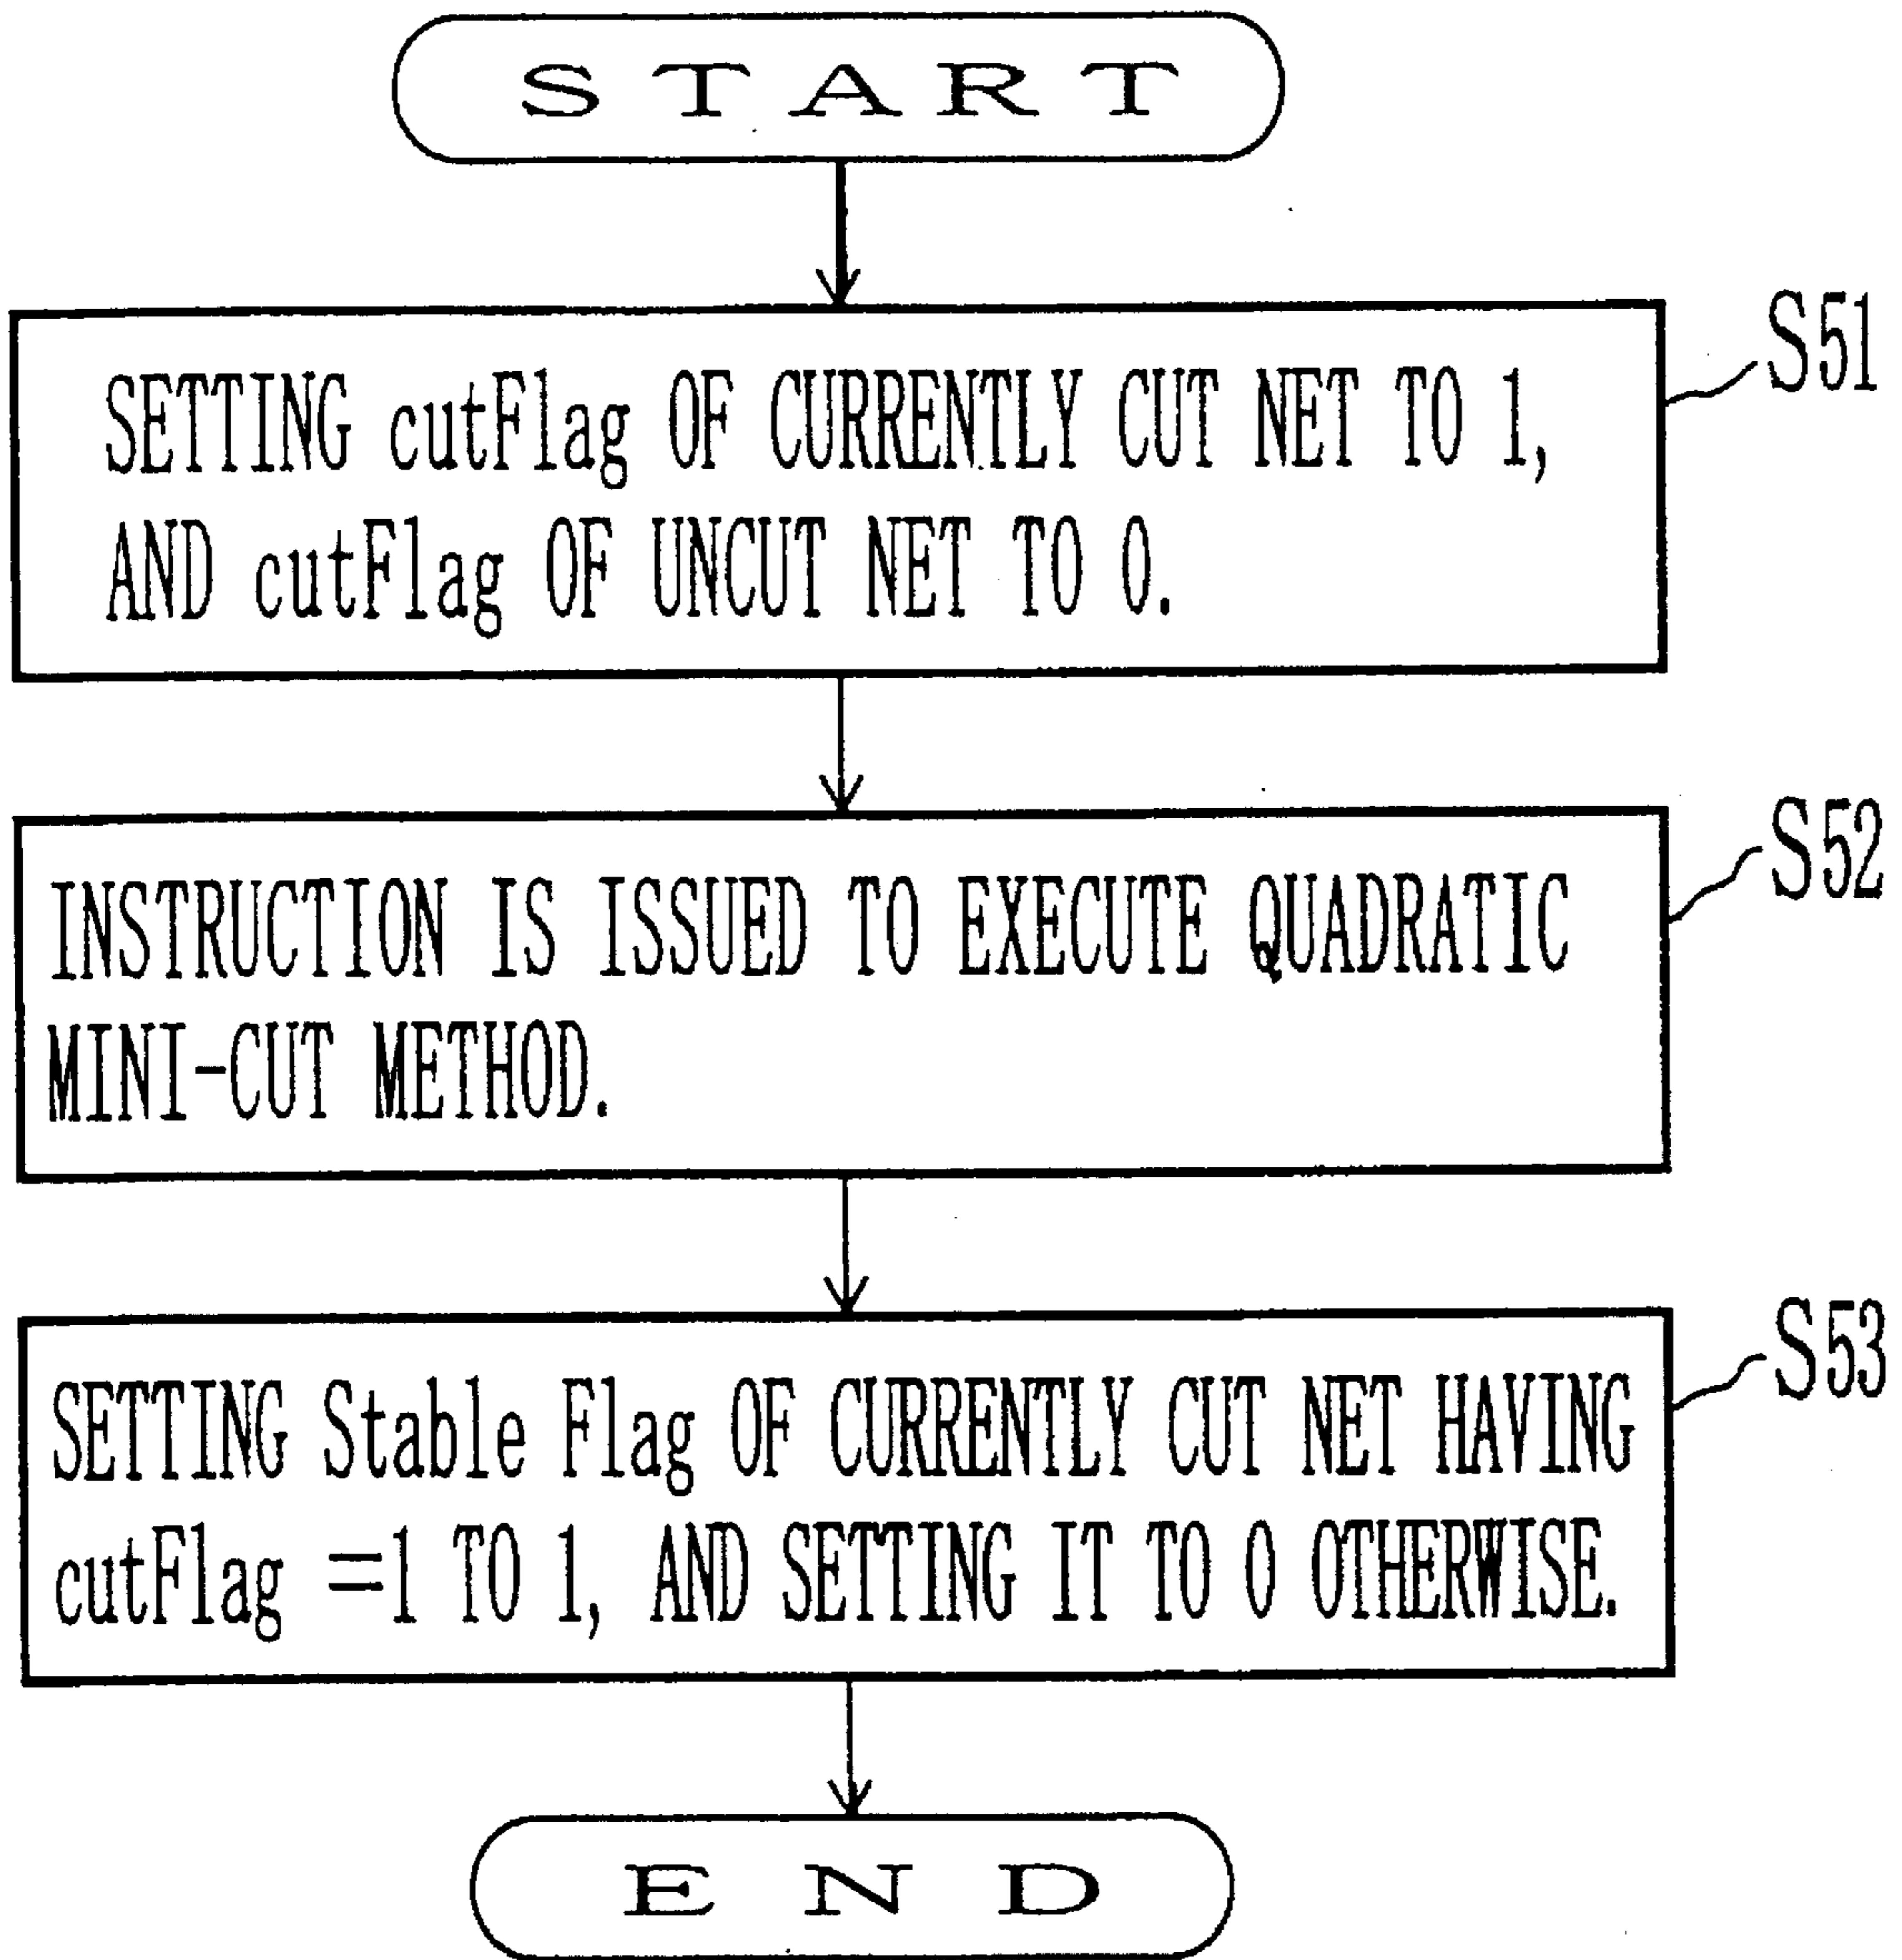 START
S51
SETTING cutFlag OF CURRENTLY CUT NET TO 1,
AND cutFlag OF UNCUT NET TO 0.
S52
INSTRUCTION IS ISSUED TO EXECUTE QUADRATIC
MINI-CUT METHOD.
S53
SETTING Stable Flag OF CURRENTLY CUT NET HAVING
cutFlag =1 TO 1, AND SETTING IT TO 0 OTHERWISE.
END